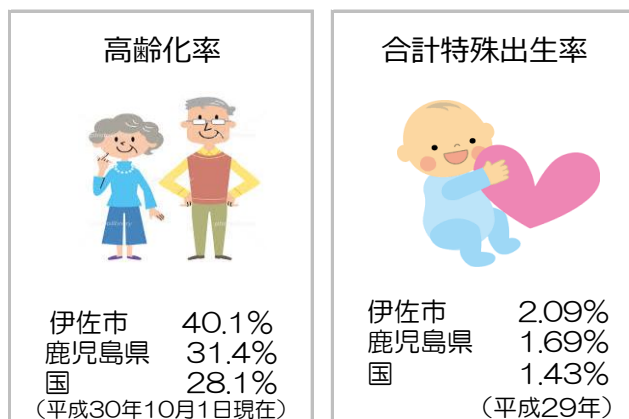 高齢化率
伊佐市 40.1%
鹿児島県 31.4%
国 28.1%
(平成30年10月1日現在)
合計特殊出生率
伊佐市 2.09%
鹿児島県 1.69%
国 1.43%
(平成29年)